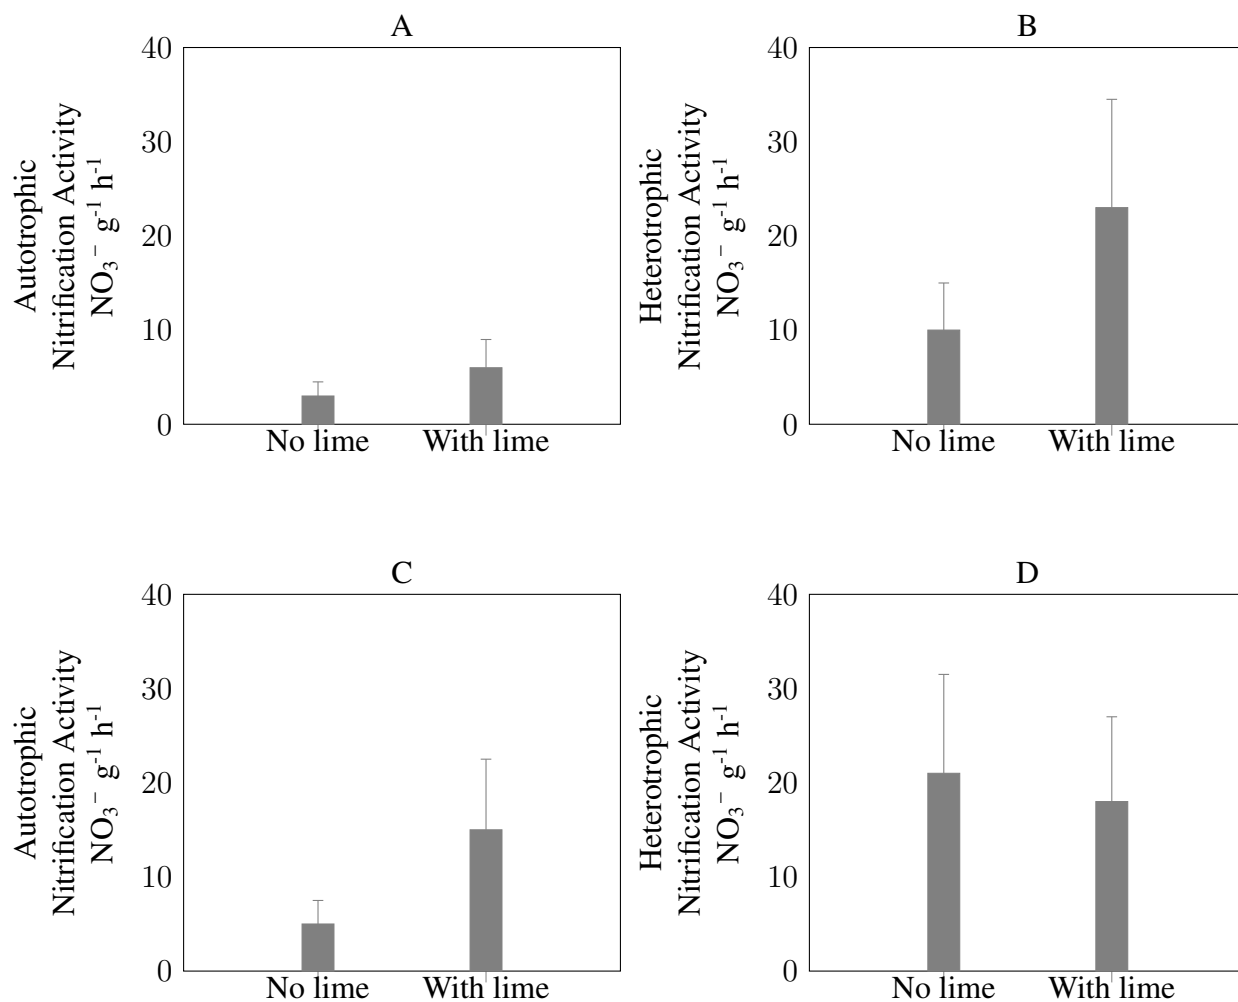 A
Autotrophic
Nitrification Activity
NO₃⁻ g⁻¹ h⁻¹
40
30
20
10
0
No lime With lime
B
Heterotrophic
Nitrification Activity
NO₃⁻ g⁻¹ h⁻¹
40
30
20
10
0
No lime With lime
C
Autotrophic
Nitrification Activity
NO₃⁻ g⁻¹ h⁻¹
40
30
20
10
0
No lime With lime
D
Heterotrophic
Nitrification Activity
NO₃⁻ g⁻¹ h⁻¹
40
30
20
10
0
No lime With lime